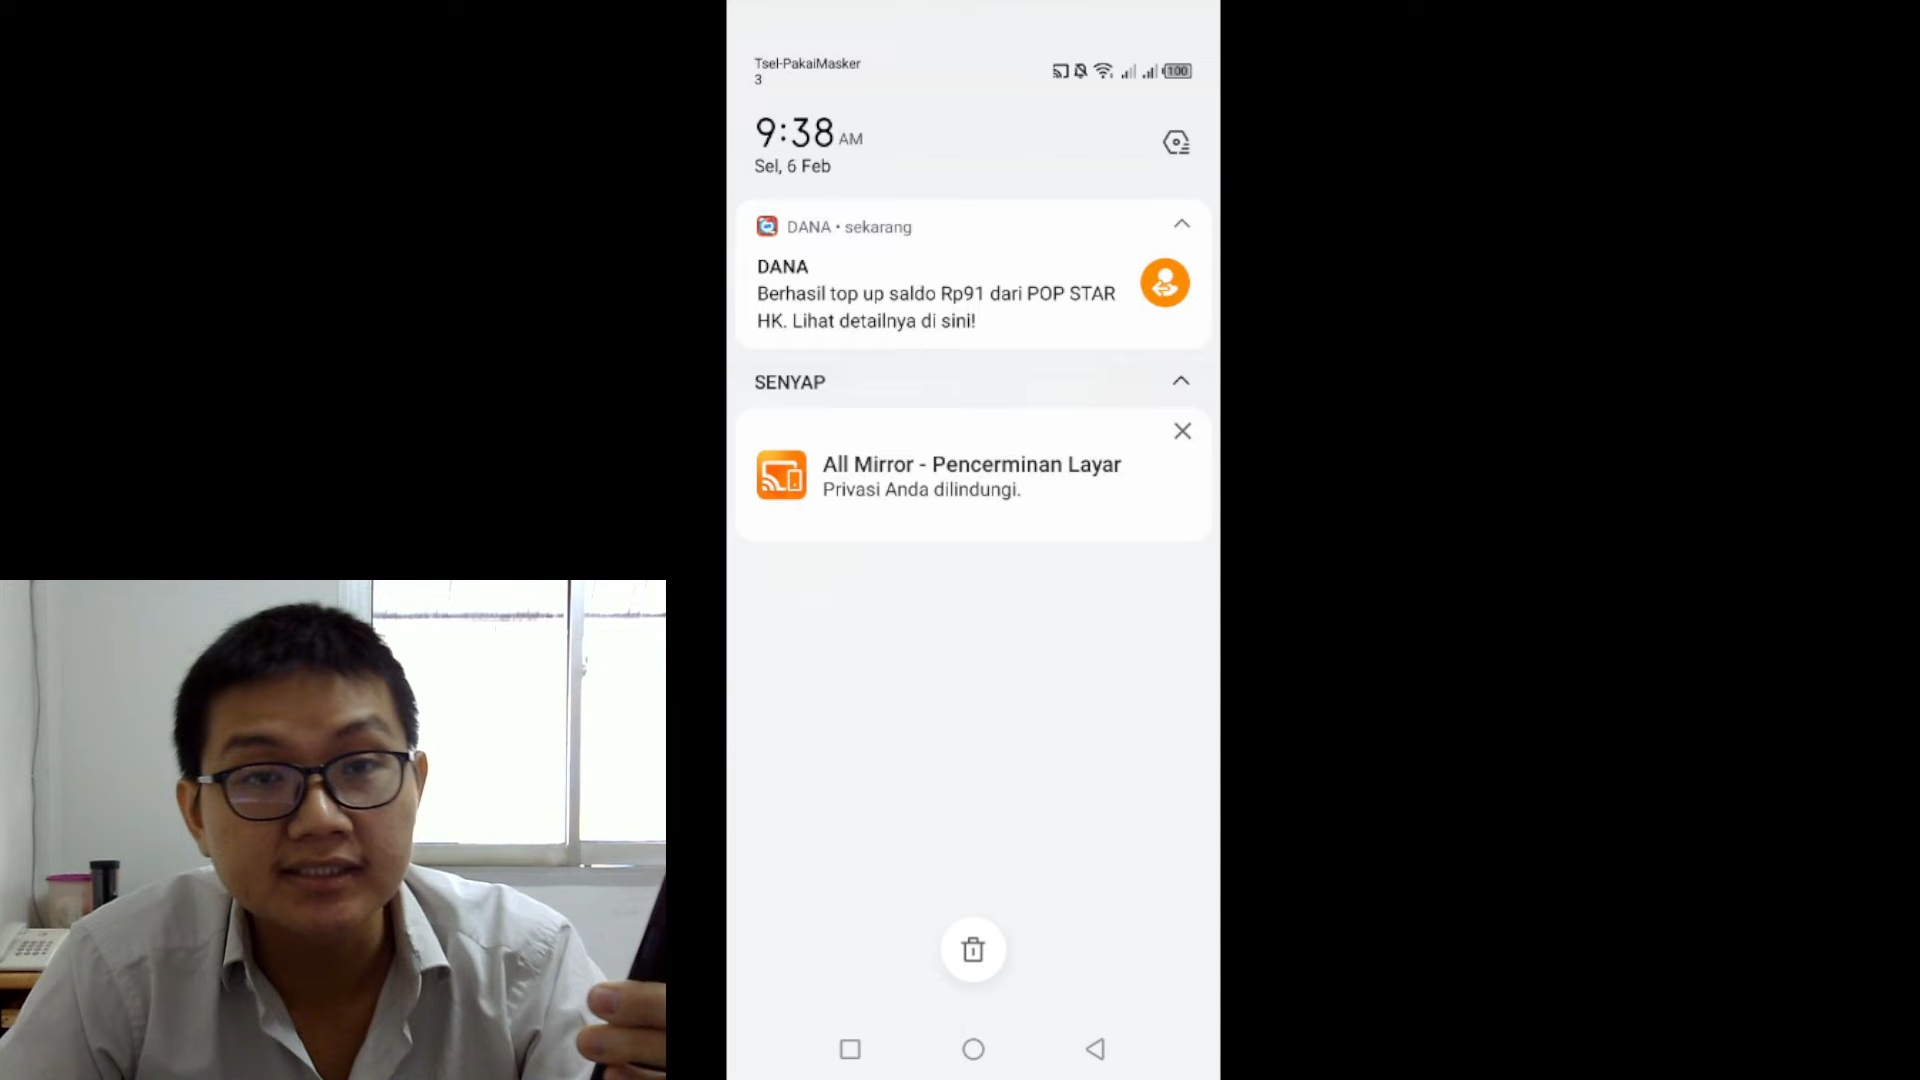 Tsel-PakaiMasker
3
100
9:38 AM
Sel, 6 Feb
DANA • sekarang
DANA
Berhasil top up saldo Rp91 dari POP STAR
HK. Lihat detailnya di sini!
SENYAP
All Mirror - Pencerminan Layar
Privasi Anda dilindungi.